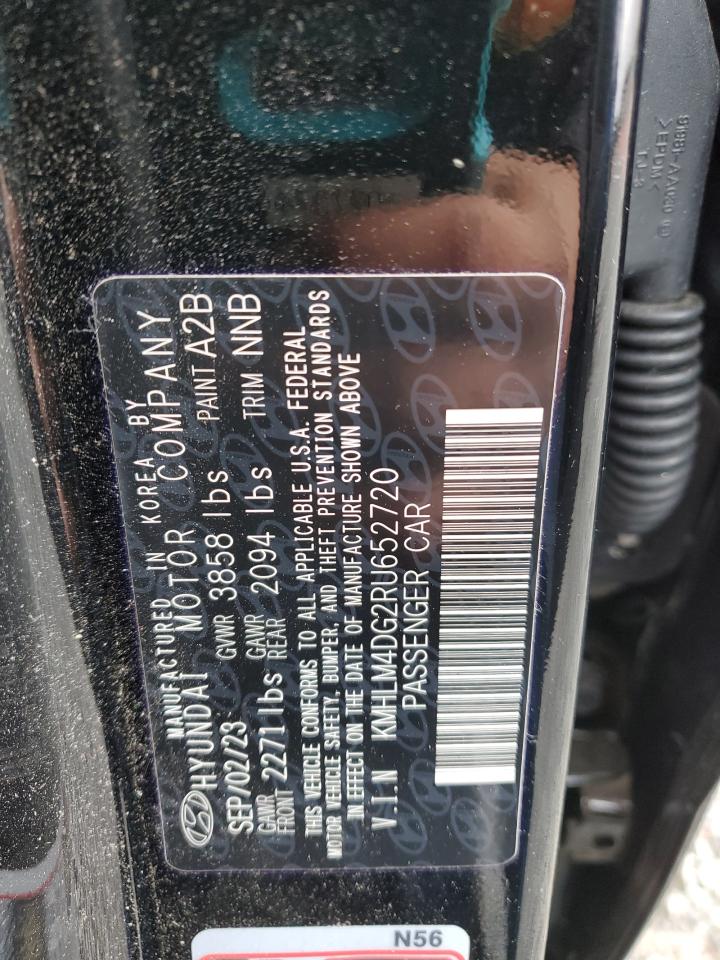 MANUFACTURED IN KOREA BY
HYUNDAI MOTOR COMPANY
SEP/02/23 GVWR 3858 lbs PAINT A2B
GAWR FRONT 2271lbs GAWR REAR 2094 lbs TRIM NNB
THIS VEHICLE CONFORMS TO ALL APPLICABLE U.S.A. FEDERAL
MOTOR VEHICLE SAFETY, BUMPER, AND THEFT PREVENTION STANDARDS
IN EFFECT ON THE DATE OF MANUFACTURE SHOWN ABOVE
V.I.N KMHLM4DG2RU652720
PASSENGER CAR
N56
>EPDM<